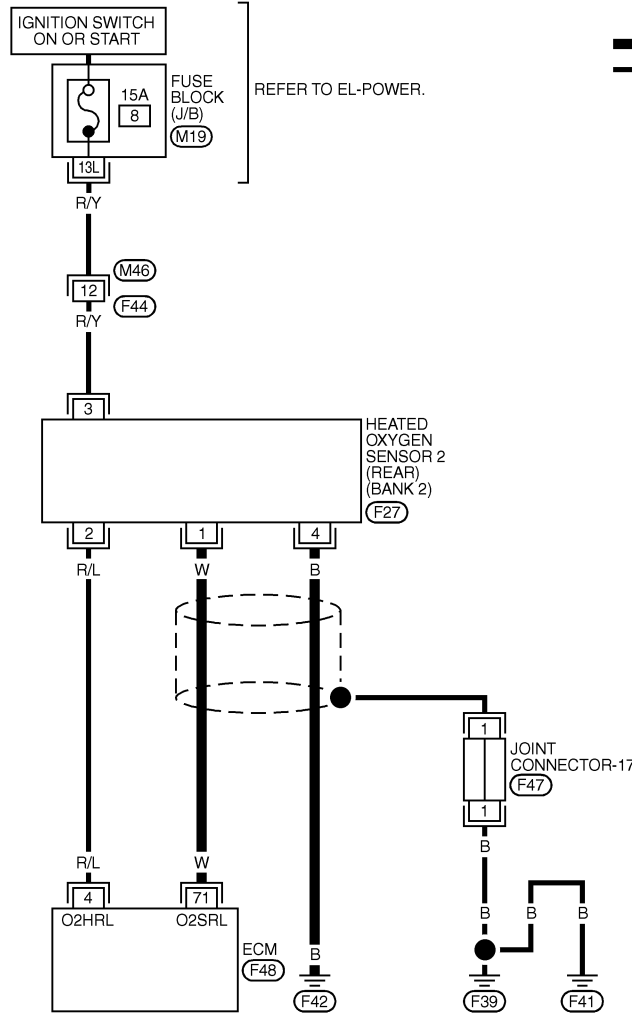 IGNITION SWITCH
ON OR START
FUSE
BLOCK
(J/B)
M19
15A
8
REFER TO EL-POWER.
13L
R/Y
M46
12
F44
R/Y
3
HEATED
OXYGEN
SENSOR 2
(REAR)
(BANK 2)
F27
2 1 4
R/L W B
1
JOINT
CONNECTOR-17
F47
1
B
R/L W
4 71
O2HRL O2SRL
ECM
F48
B
B B B
F42 F39 F41